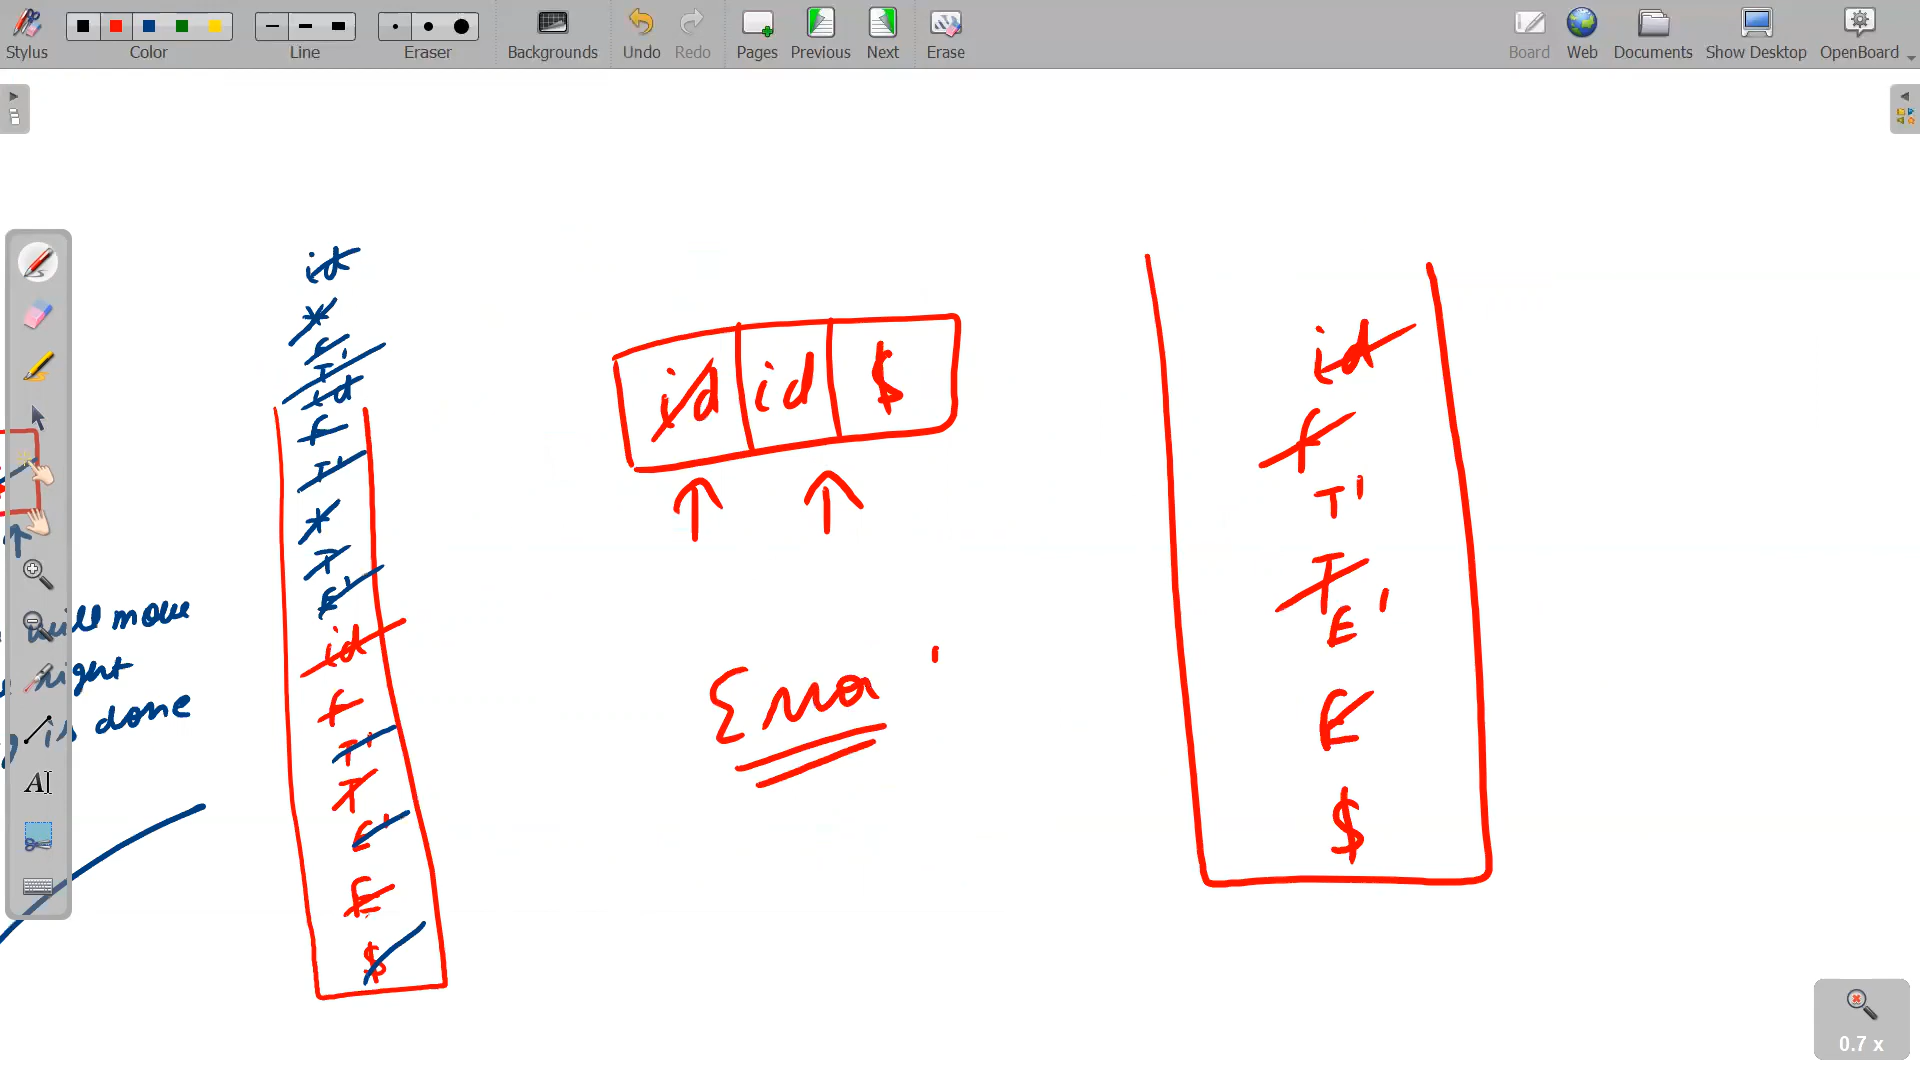 Stylus
Color
Line
Eraser
Backgrounds
Undo
Redo
Pages
Previous
Next
Erase
Board
Web
Documents
Show Desktop
OpenBoard
will move
right
is done
id
*
F
T'
id
F
T'
*
T
E'
id
F
T'
T
E'
E
$
id id $
Error
'
id
F
T'
T
E'
E
$
A
0.7 x